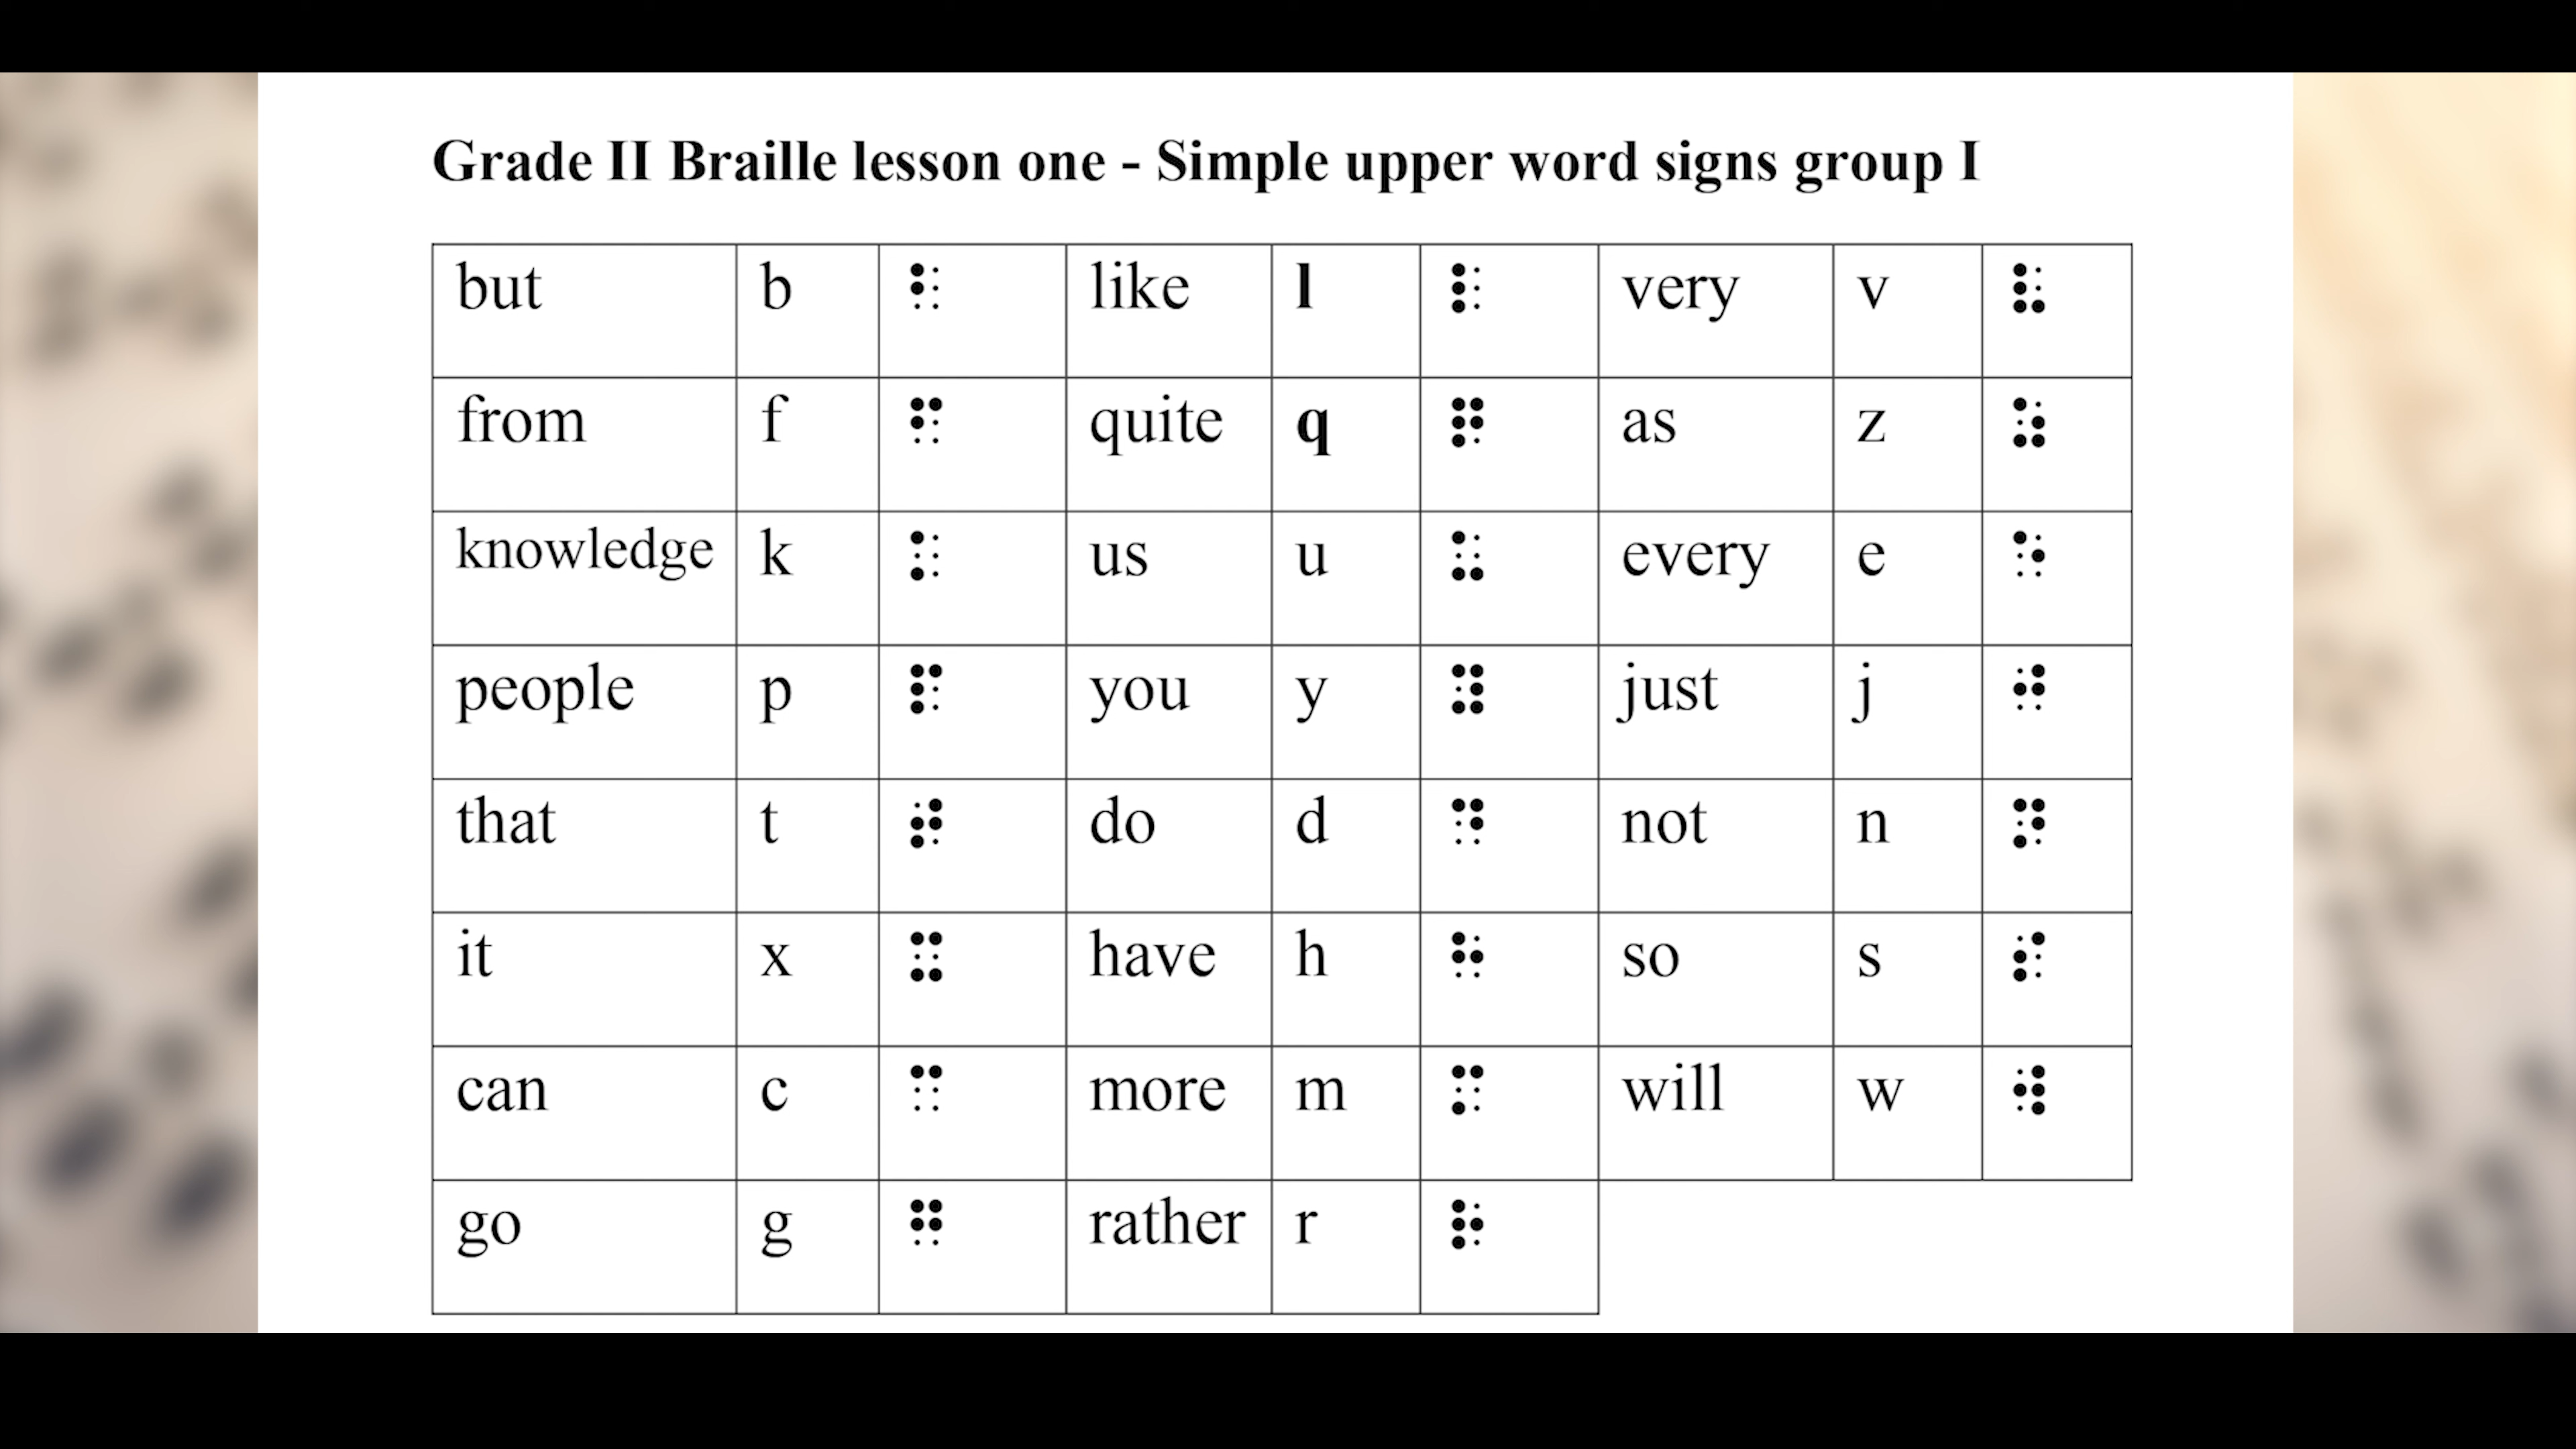 Grade II Braille lesson one - Simple upper word signs group I
but b ⠃ like l ⠇ very v ⠧
from f ⠋ quite q ⠟ as z ⠵
knowledge k ⠅ us u ⠥ every e ⠑
people p ⠏ you y ⠽ just j ⠚
that t ⠞ do d ⠙ not n ⠝
it x ⠭ have h ⠓ so s ⠎
can c ⠉ more m ⠍ will w ⠺
go g ⠛ rather r ⠗